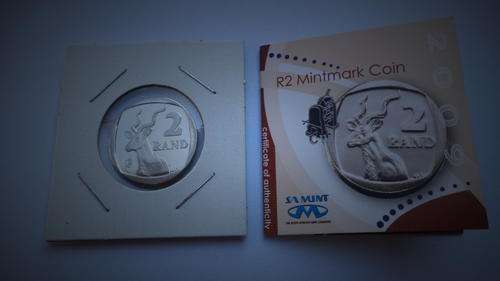 2
RAND
R2 Mintmark Coin
2
RAND
certificate of authenticity
SA MINT